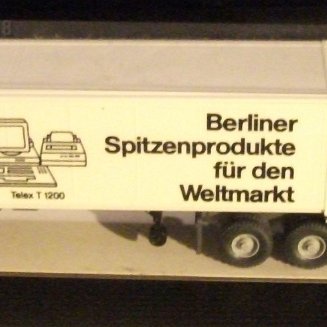 Berliner
Spitzenprodukte
für den
Weltmarkt
Telex T 1200